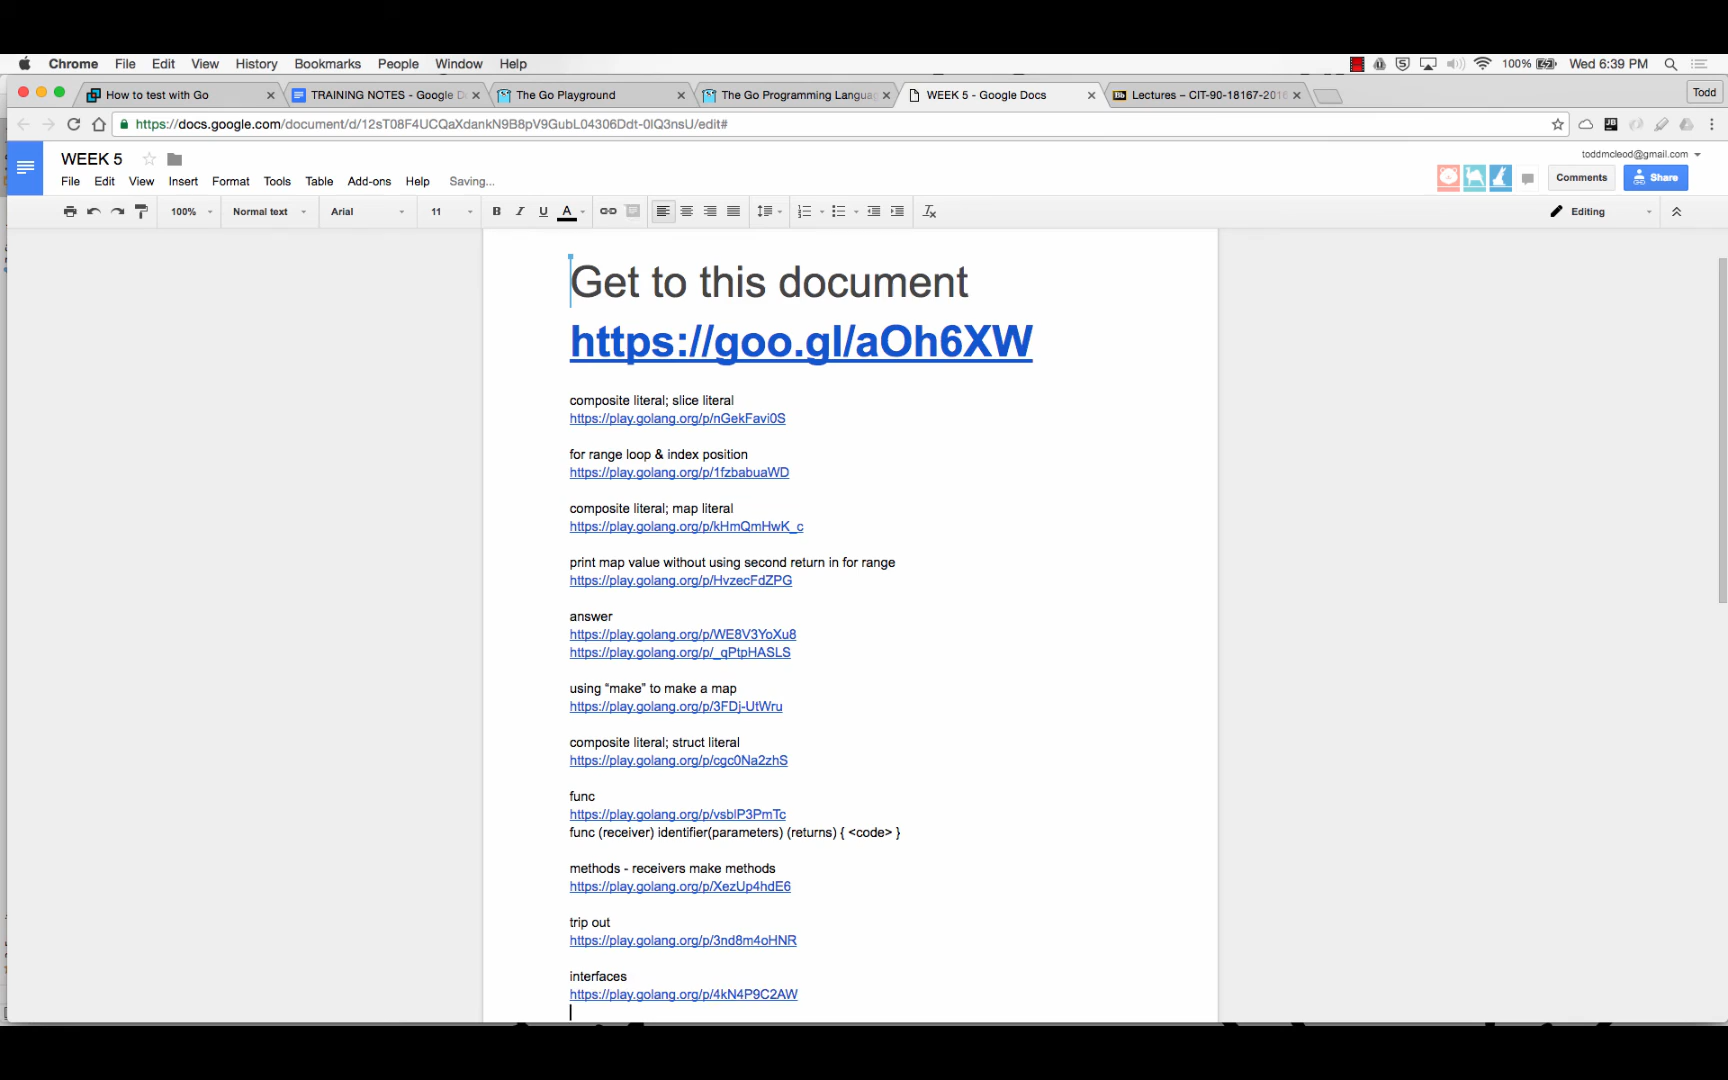 Chrome File Edit View History Bookmarks People Window Help 100% Wed 6:39 PM
How to test with Go TRAINING NOTES - Google D The Go Playground The Go Programming Langua WEEK 5 - Google Docs Lectures – CIT-90-18167-201 Todd
https://docs.google.com/document/d/12sT08F4UCQaXdankN9B8pV9GubL04306Ddt-0lQ3nsU/edit#
WEEK 5 toddmcleod@gmail.com
File Edit View Insert Format Tools Table Add-ons Help Saving... Comments Share
100% Normal text Arial 11 B I U A Editing
Get to this document
https://goo.gl/aOh6XW
composite literal; slice literal
https://play.golang.org/p/nGekFavi0S
for range loop & index position
https://play.golang.org/p/1fzbabuaWD
composite literal; map literal
https://play.golang.org/p/kHmQmHwK_c
print map value without using second return in for range
https://play.golang.org/p/HvzecFdZPG
answer
https://play.golang.org/p/WE8V3YoXu8
https://play.golang.org/p/_qPtpHASLS
using “make” to make a map
https://play.golang.org/p/3FDj-UtWru
composite literal; struct literal
https://play.golang.org/p/cgc0Na2zhS
func
https://play.golang.org/p/vsblP3PmTc
func (receiver) identifier(parameters) (returns) { <code> }
methods - receivers make methods
https://play.golang.org/p/XezUp4hdE6
trip out
https://play.golang.org/p/3nd8m4oHNR
interfaces
https://play.golang.org/p/4kN4P9C2AW